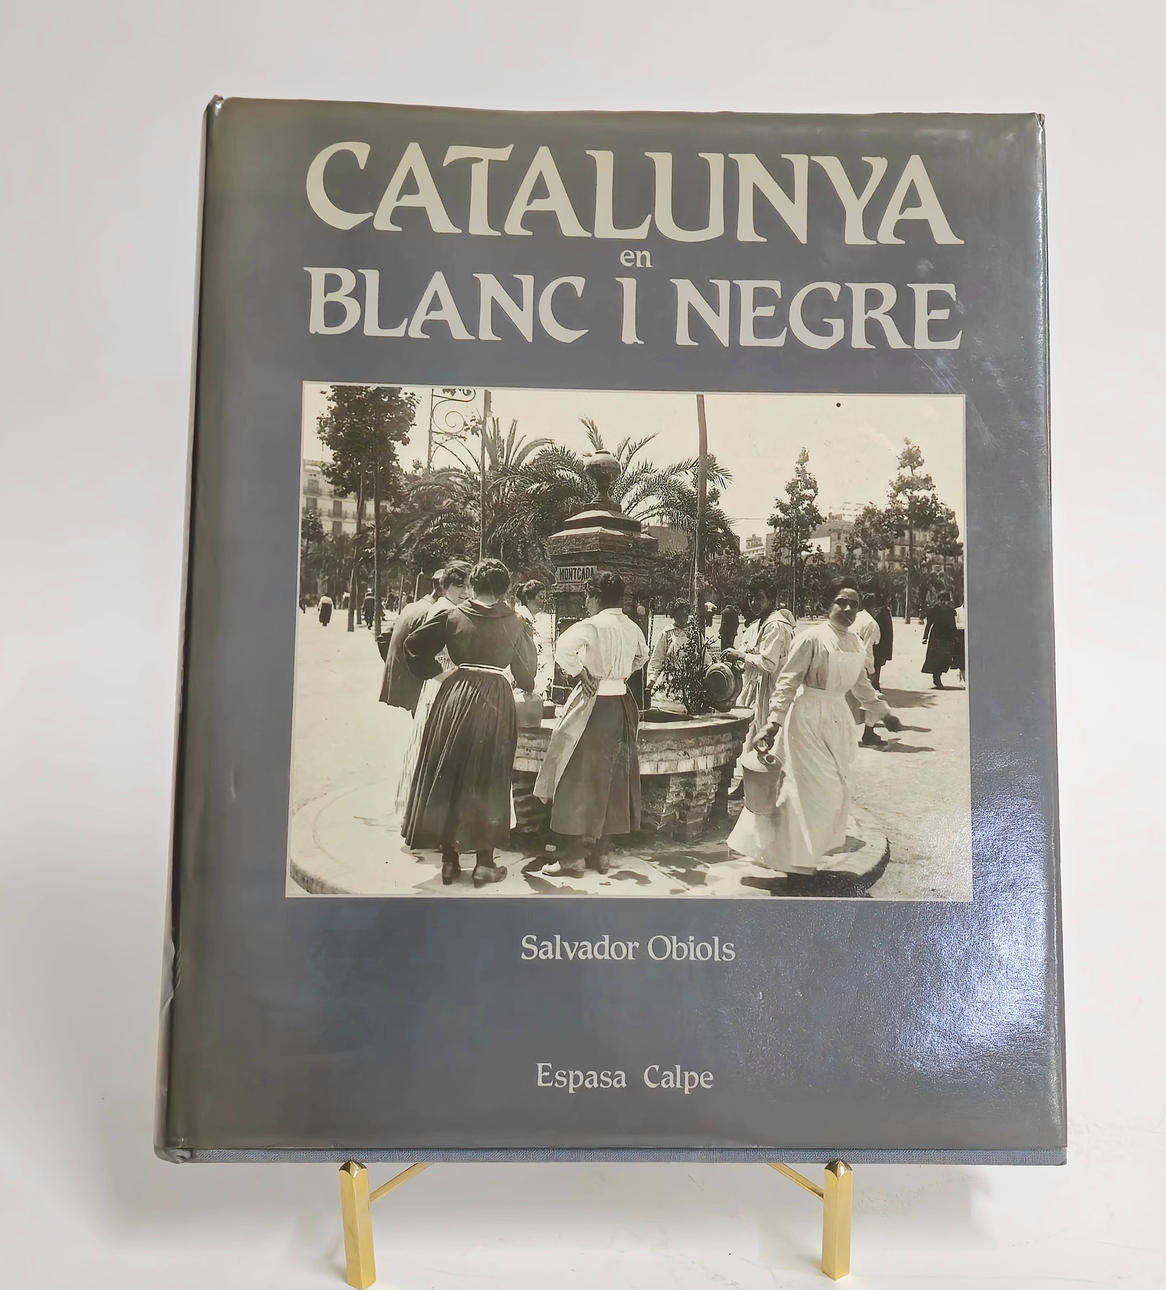 CATALUNYA
en
BLANC I NEGRE
MONTCADA
Salvador Obiols
Espasa Calpe